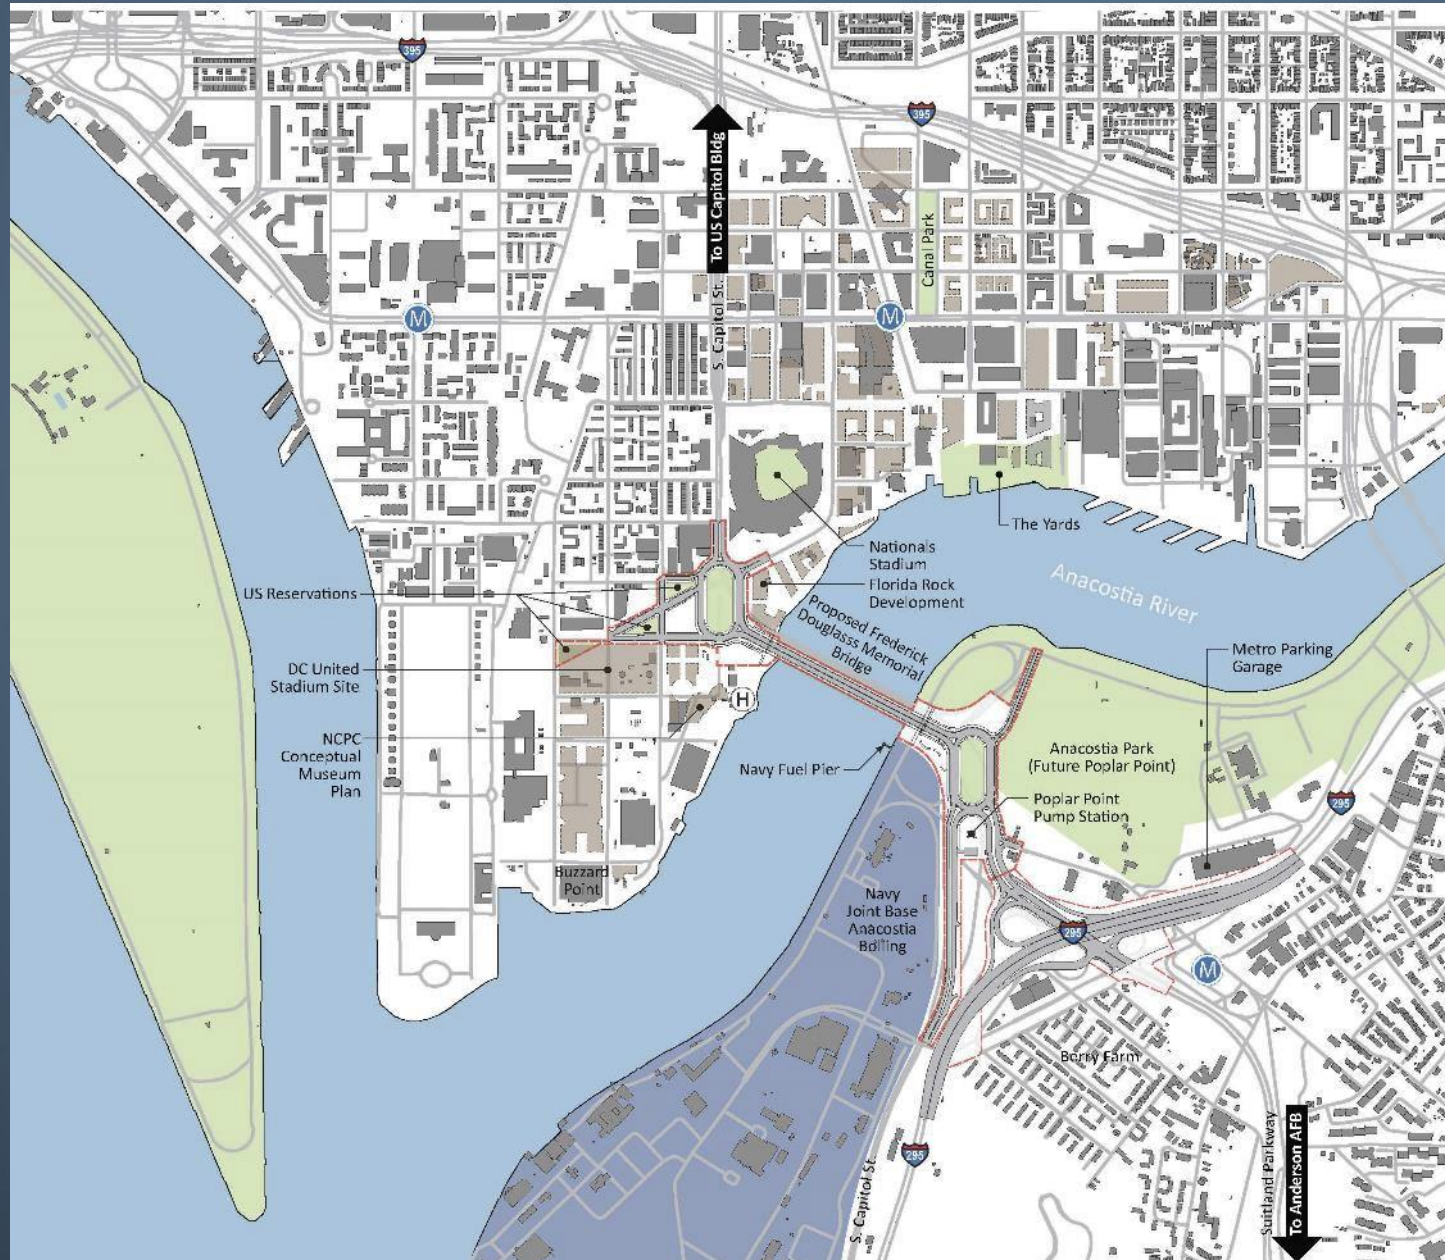 395
395
To US Capitol Bldg
Canal Park
M
M
S. Capitol St.
The Yards
Nationals
Stadium
Florida Rock
Development
Anacostia River
US Reservations
Proposed Frederick
Douglasss Memorial
Bridge
Metro Parking
Garage
DC United
Stadium Site
H
NCPC
Conceptual
Museum
Plan
Navy Fuel Pier
Anacostia Park
(Future Poplar Point)
Poplar Point
Pump Station
295
Buzzard
Point
Navy
Joint Base
Anacostia
Bolling
295
M
Berry Farm
295
S. Capitol St.
Suitland Parkway
To Anderson AFB